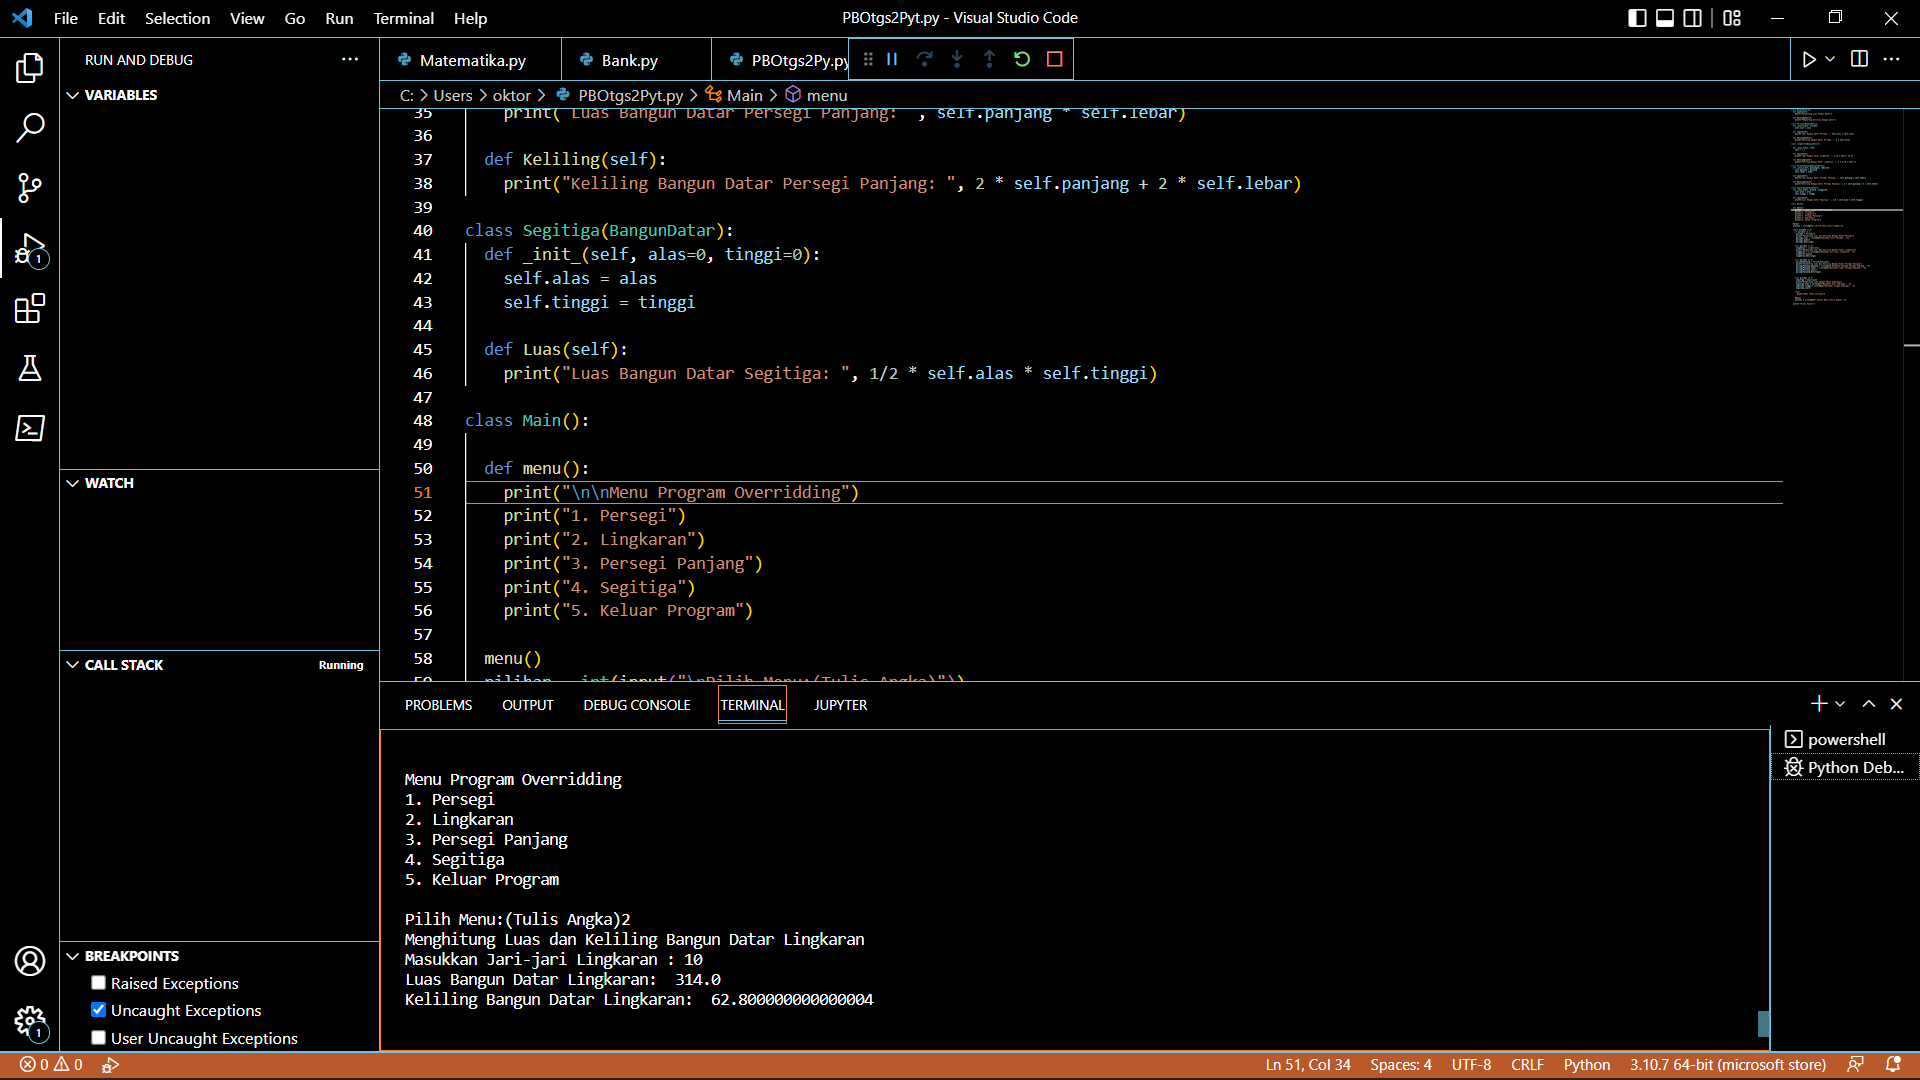 File Edit Selection View Go Run Terminal Help
PBOtgs2Pyt.py - Visual Studio Code
RUN AND DEBUG
VARIABLES
WATCH
CALL STACK
Running
BREAKPOINTS
Raised Exceptions
Uncaught Exceptions
User Uncaught Exceptions
1
1
Matematika.py
Bank.py
PBOtgs2Py.py
C: > Users > oktor > PBOtgs2Pyt.py > Main > menu
35 print("Luas Bangun Datar Persegi Panjang: ", self.panjang * self.lebar)
36
37 def Keliling(self):
38 print("Keliling Bangun Datar Persegi Panjang: ", 2 * self.panjang + 2 * self.lebar)
39
40 class Segitiga(BangunDatar):
41 def _init_(self, alas=0, tinggi=0):
42 self.alas = alas
43 self.tinggi = tinggi
44
45 def Luas(self):
46 print("Luas Bangun Datar Segitiga: ", 1/2 * self.alas * self.tinggi)
47
48 class Main():
49
50 def menu():
51 print("\n\nMenu Program Overridding")
52 print("1. Persegi")
53 print("2. Lingkaran")
54 print("3. Persegi Panjang")
55 print("4. Segitiga")
56 print("5. Keluar Program")
57
58 menu()
59 pilihan = int(input("\nPilih Menu:(Tulis Angka)"))
PROBLEMS OUTPUT DEBUG CONSOLE TERMINAL JUPYTER
Menu Program Overridding
1. Persegi
2. Lingkaran
3. Persegi Panjang
4. Segitiga
5. Keluar Program
Pilih Menu:(Tulis Angka)2
Menghitung Luas dan Keliling Bangun Datar Lingkaran
Masukkan Jari-jari Lingkaran : 10
Luas Bangun Datar Lingkaran:  314.0
Keliling Bangun Datar Lingkaran:  62.800000000000004
powershell
Python Deb...
0 0
Ln 51, Col 34 Spaces: 4 UTF-8 CRLF Python 3.10.7 64-bit (microsoft store)